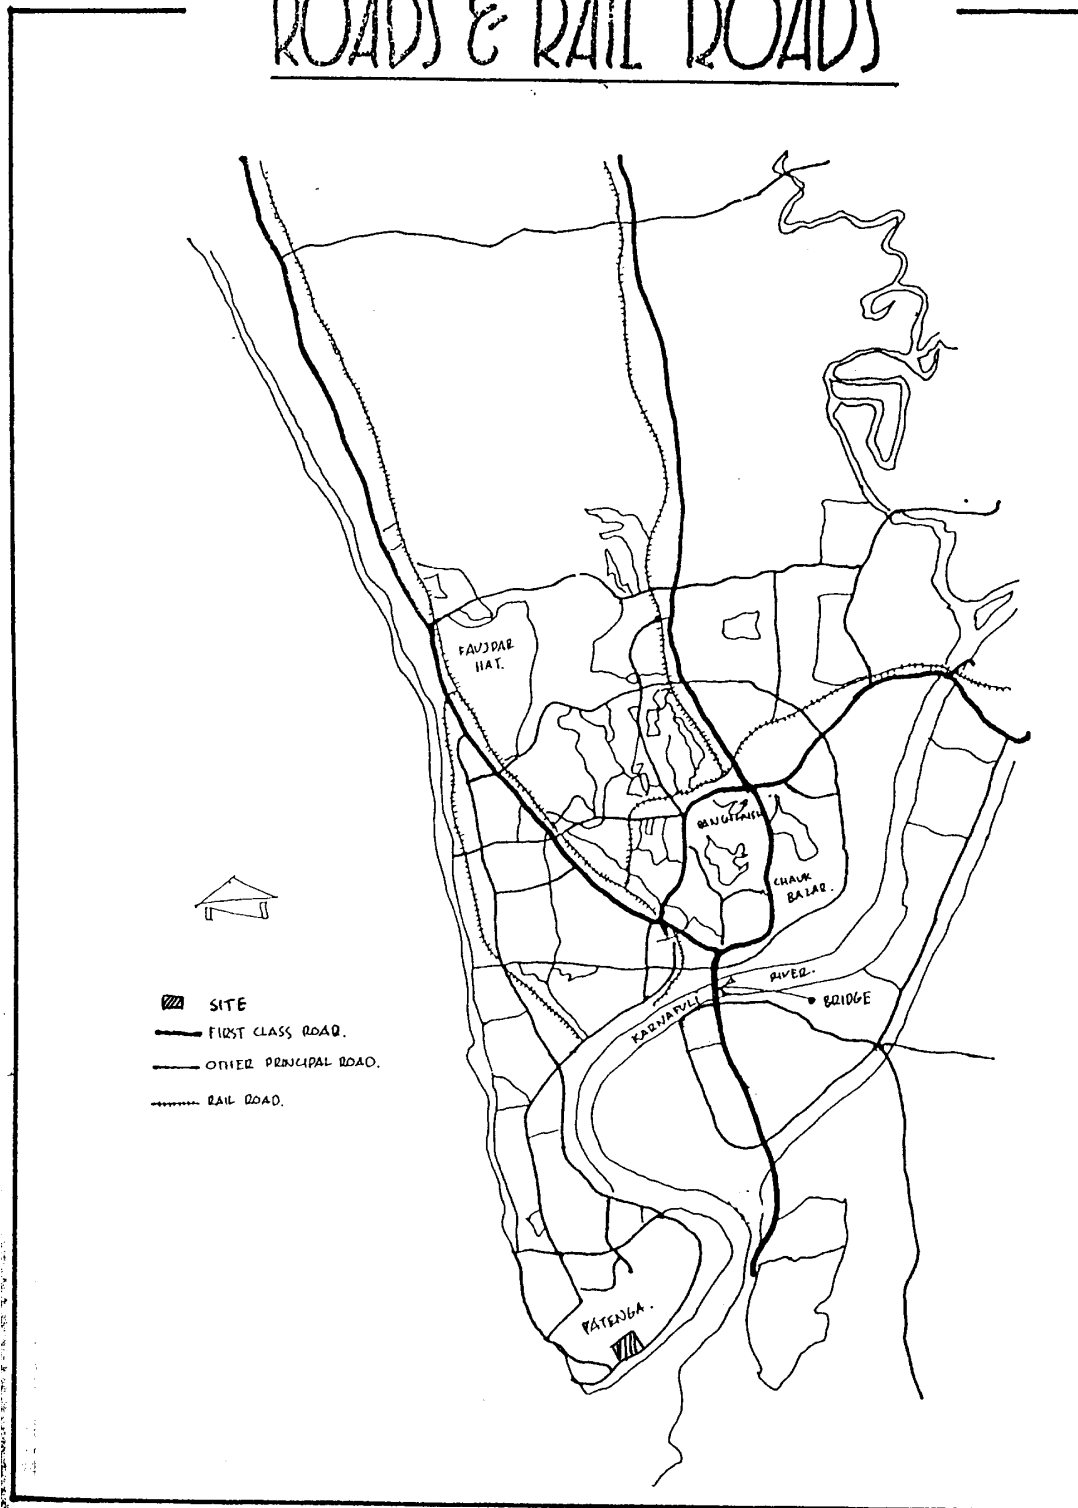 ROADS & RAIL ROADS
FAUJDAR
HAT.
CHAUK
BAZAR.
KARNAFULI RIVER.
BRIDGE
SITE
FIRST CLASS ROAD.
OTHER PRINCIPAL ROAD.
RAIL ROAD.
PATENGA.